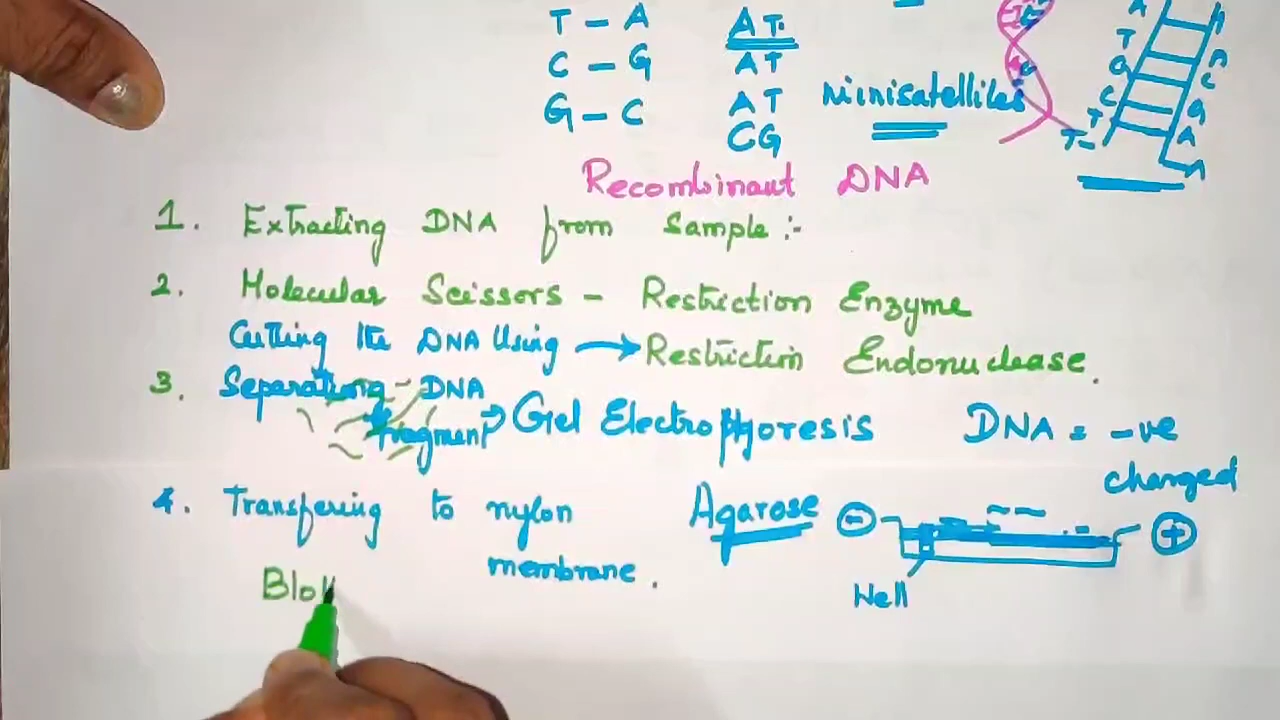 T - A AT A
C - G AT T
G - C AT Minisatellites G C
CG C G
T T- A
Recombinant DNA
1. Extracting DNA from Sample :-
2. Molecular Scissors - Restriction Enzyme
Cutting the DNA Using → Restriction Endonuclease.
3. Separating - DNA
fragment → Gel Electrophoresis DNA = -ve
changed
4. Transfering to nylon Agarose - +
membrane .
Well
Blo